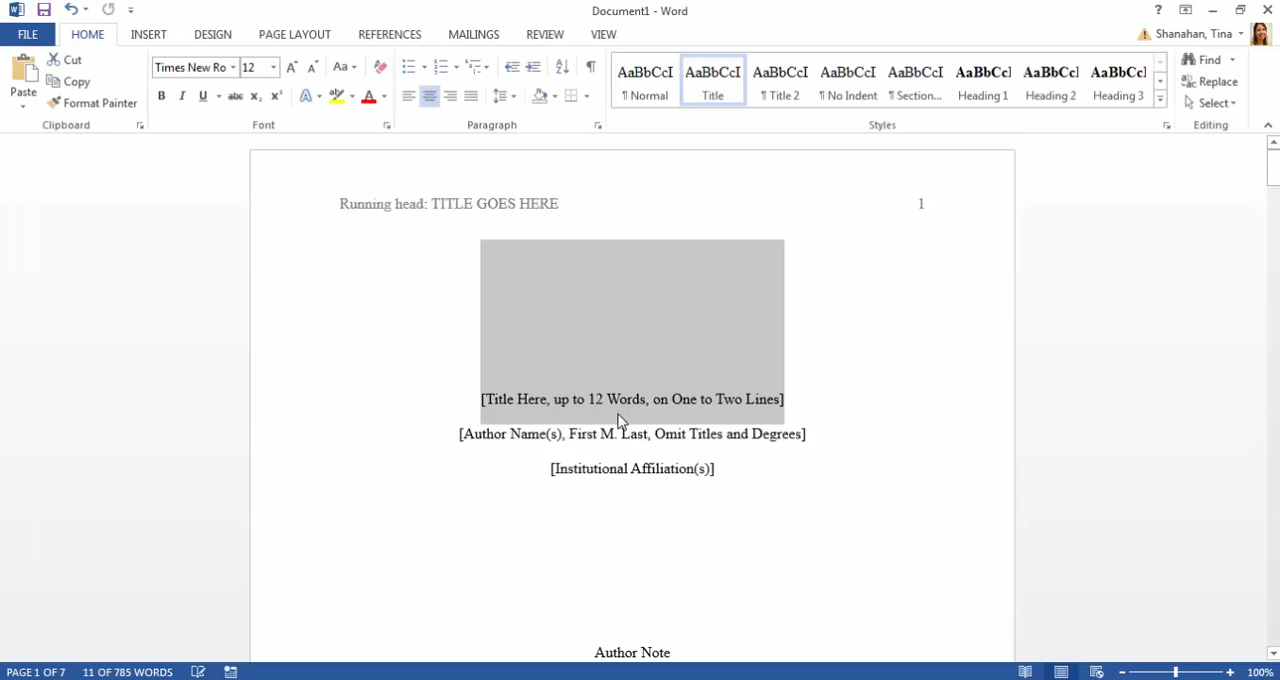 Document1 - Word
?
FILE HOME INSERT DESIGN PAGE LAYOUT REFERENCES MAILINGS REVIEW VIEW Shanahan, Tina
Paste
Cut
Copy
Format Painter
Clipboard
Times New Ro 12
Aa
B I U abc X₂ X²
Font
Paragraph
AaBbCcI AaBbCcI AaBbCcI AaBbCcI AaBbCcI AaBbCcI AaBbCcI AaBbCcI
¶ Normal Title ¶ Title 2 ¶ No Indent ¶ Section... Heading 1 Heading 2 Heading 3
Styles
Find
Replace
Select
Editing
Running head: TITLE GOES HERE 1
[Title Here, up to 12 Words, on One to Two Lines]
[Author Name(s), First M. Last, Omit Titles and Degrees]
[Institutional Affiliation(s)]
Author Note
PAGE 1 OF 7 11 OF 785 WORDS 100%